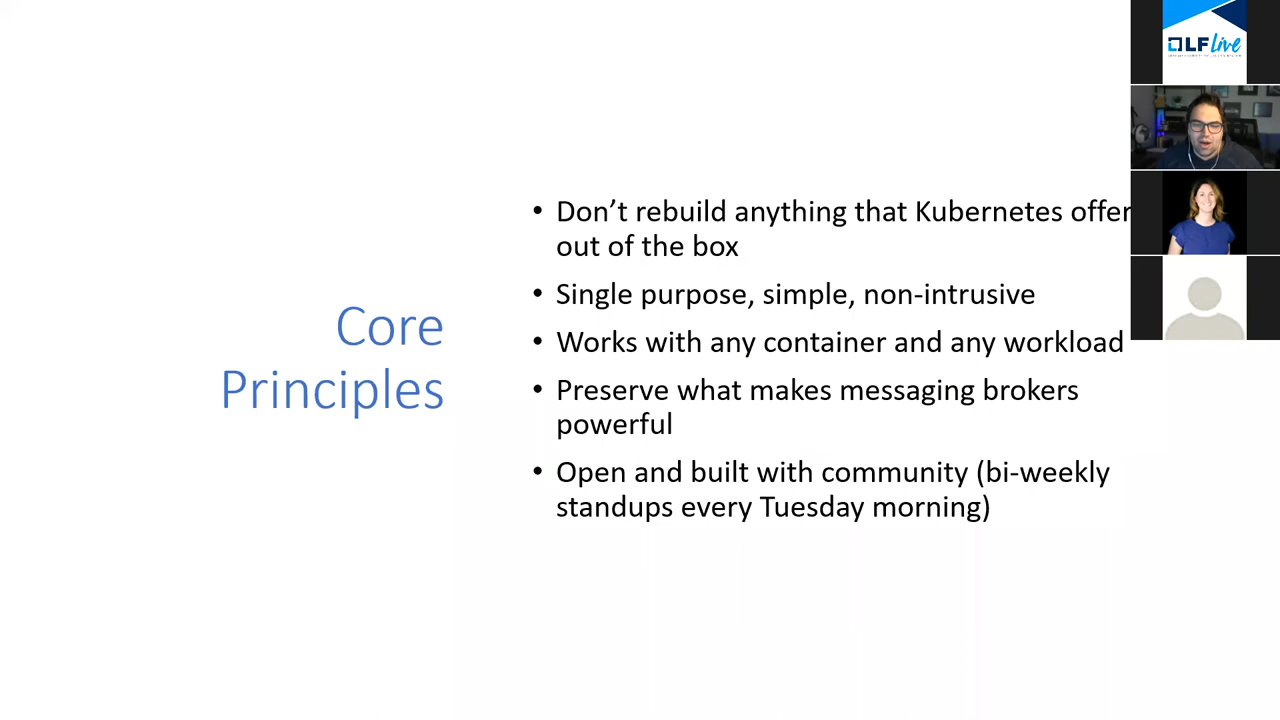 LF Live
Don’t rebuild anything that Kubernetes offer
out of the box
Single purpose, simple, non-intrusive
Core
Principles
Works with any container and any workload
Preserve what makes messaging brokers
powerful
Open and built with community (bi-weekly
standups every Tuesday morning)